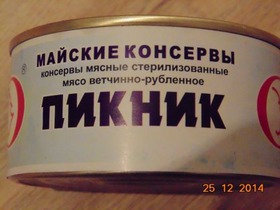 МАЙСКИЕ КОНСЕРВЫ
консервы мясные стерилизованные
мясо ветчинно-рубленное
®
ПИКНИК
25 12 2014